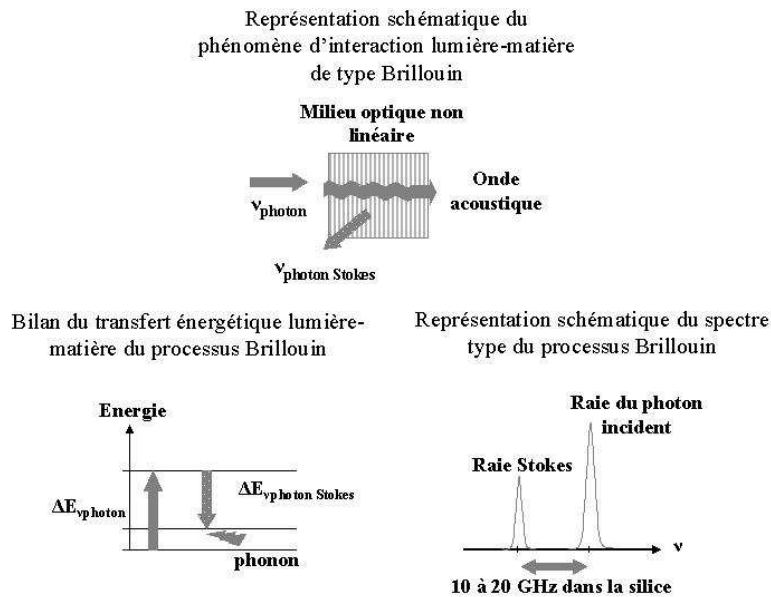 Représentation schématique du
phénomène d'interaction lumière-matière
de type Brillouin
Milieu optique non
linéaire
νphoton
Onde
acoustique
νphoton Stokes
Bilan du transfert énergétique lumière-
matière du processus Brillouin
Energie
ΔEνphoton
ΔEνphoton Stokes
phonon
Représentation schématique du spectre
type du processus Brillouin
Raie du photon
incident
Raie Stokes
ν
10 à 20 GHz dans la silice